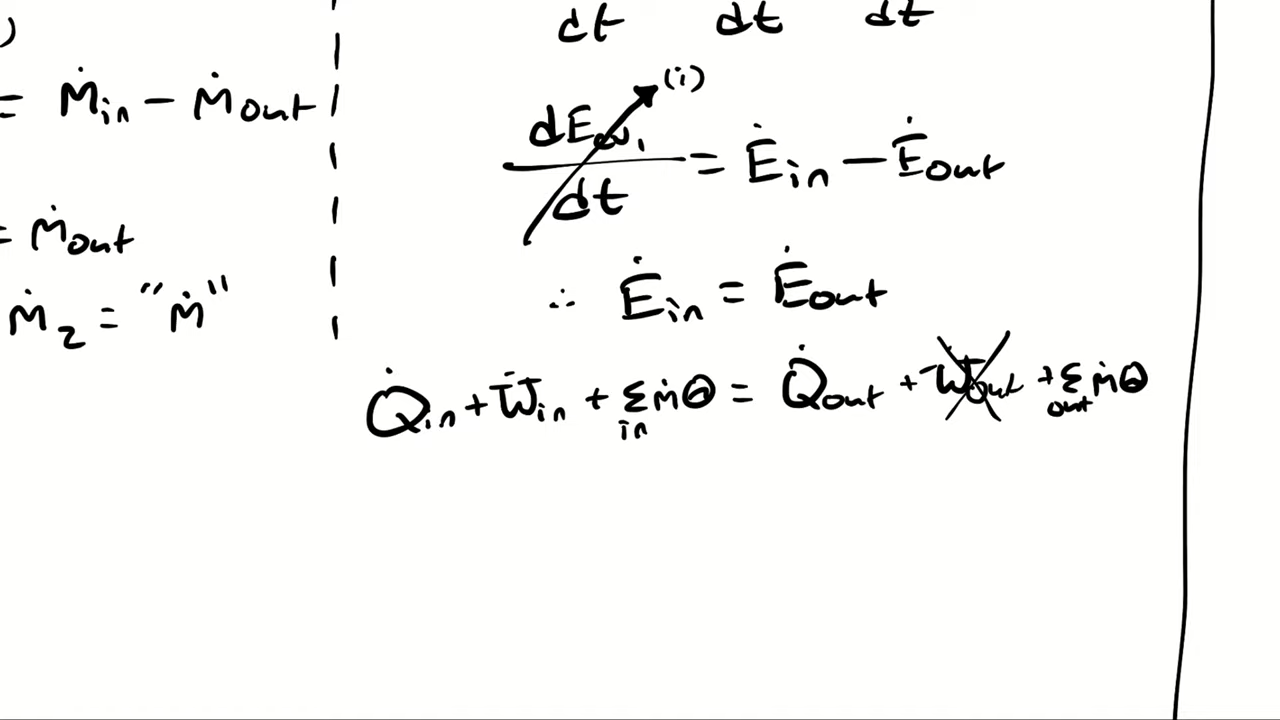 )
= ṁin − ṁout
= ṁout
ṁ2 = "ṁ"
dt dt dt
(i)
dEcv,
dt
= Ėin − Ėout
∴ Ėin = Ėout
Q̇in + Ẇin + Σin ṁθ = Q̇out + Ẇout + Σout ṁθ